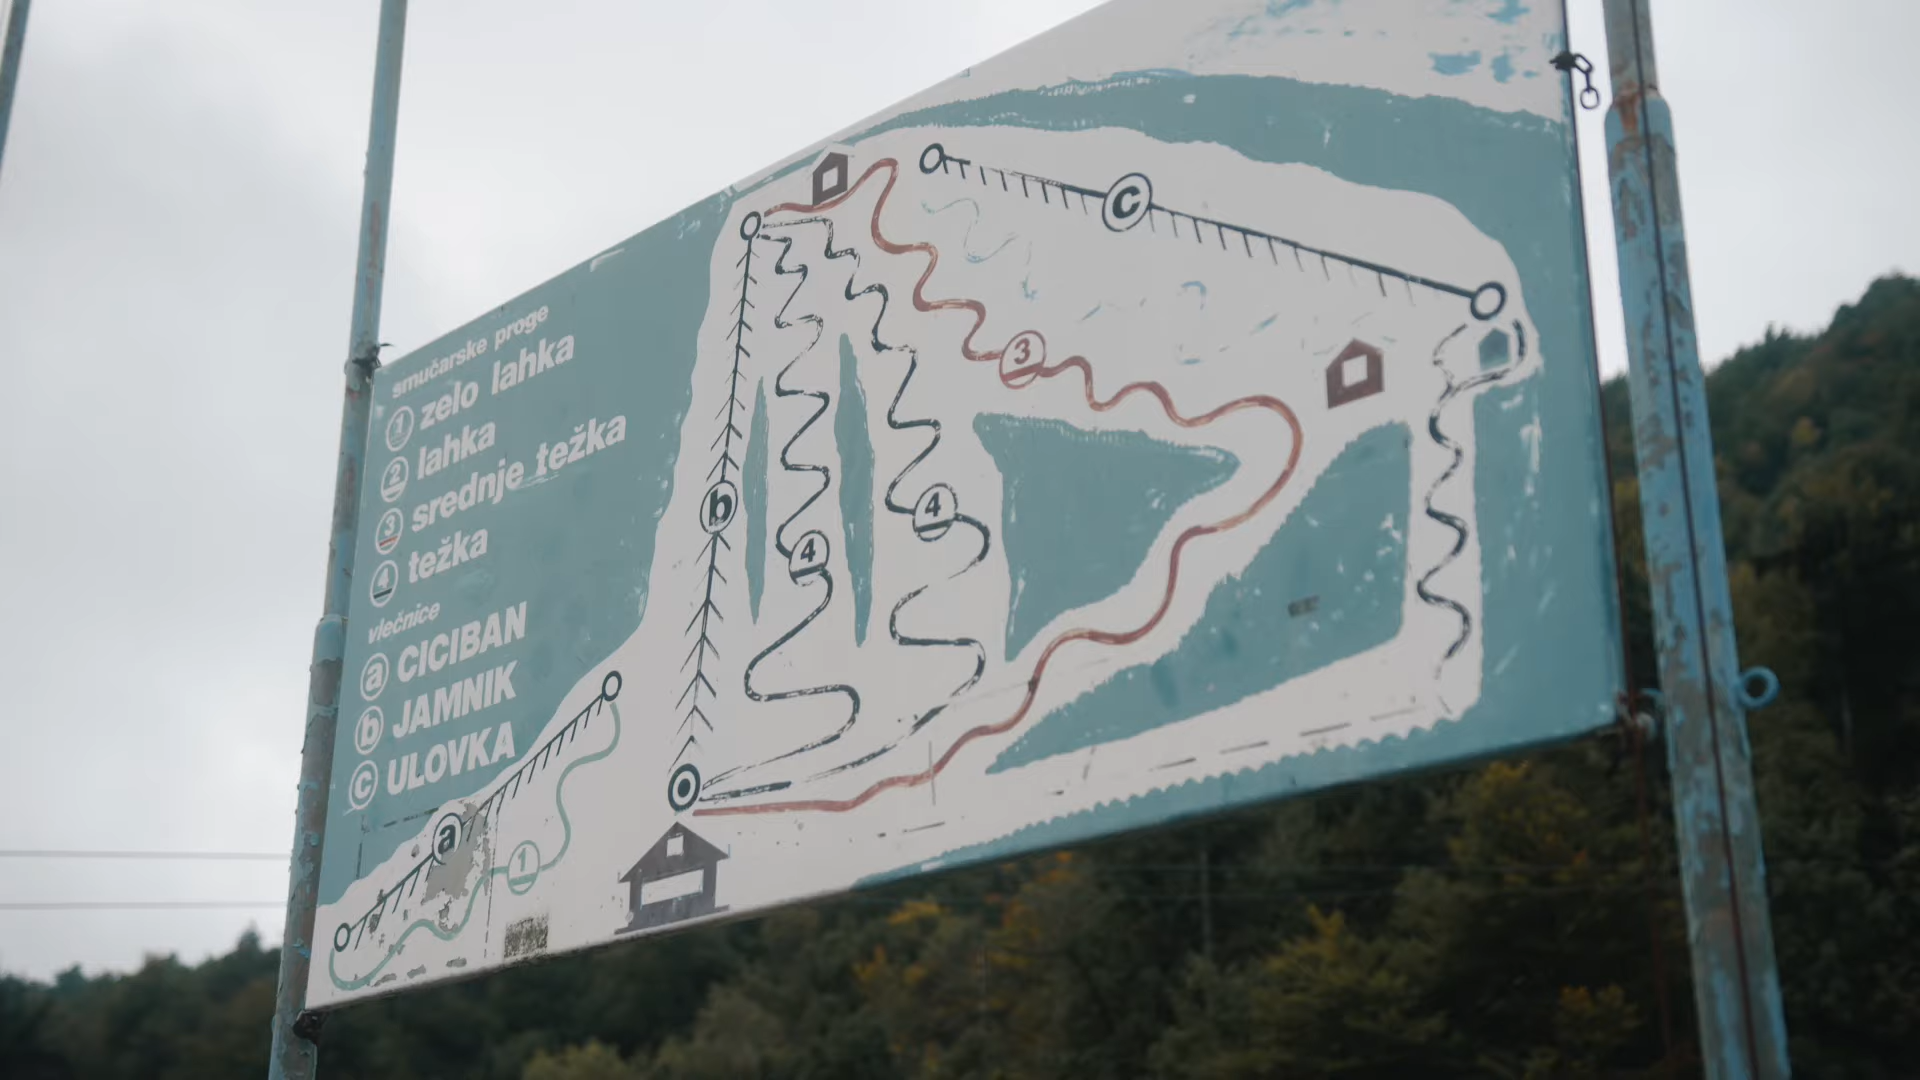 smučarske proge
1 zelo lahka
2 lahka
3 srednje težka
4 težka
vlečnice
a CICIBAN
b JAMNIK
c ULOVKA
c
3
b
4
4
a
1